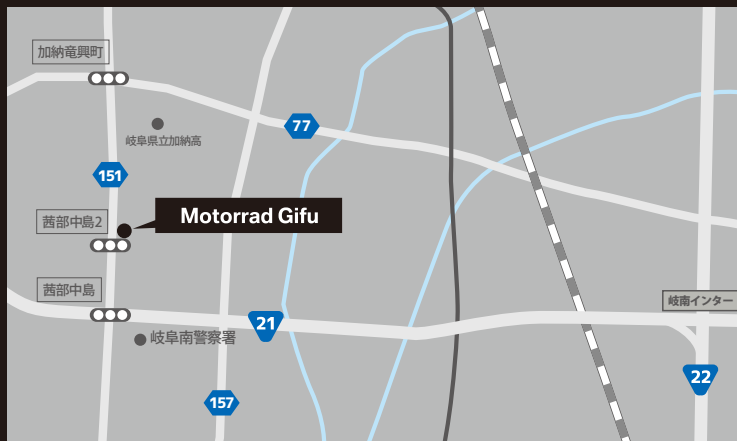 加納竜興町
77
岐阜県立加納高
151
茜部中島2
Motorrad Gifu
茜部中島
岐南インター
21
岐阜南警察署
22
157